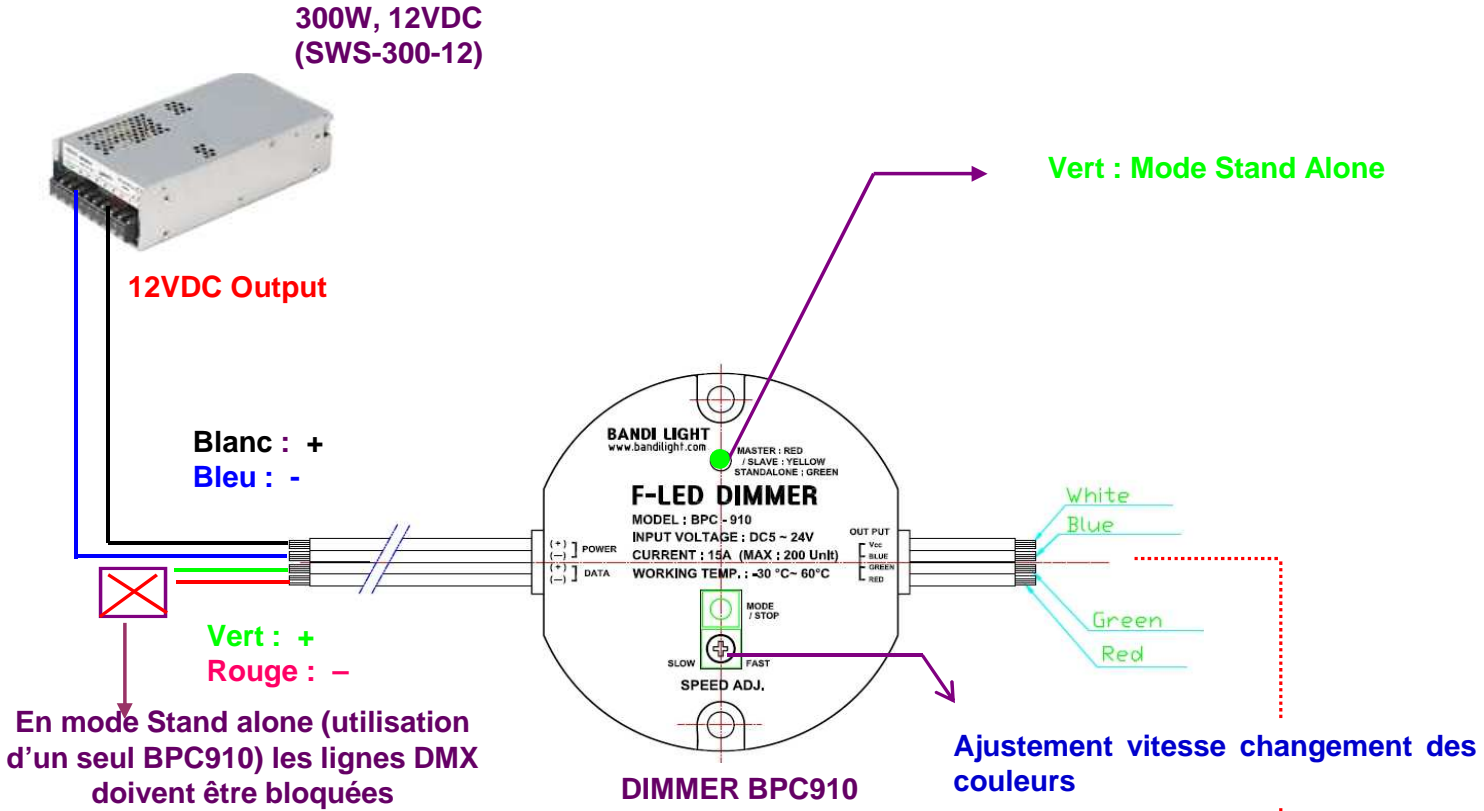 300W, 12VDC
(SWS-300-12)
Vert : Mode Stand Alone
12VDC Output
Blanc : +
Bleu : -
BANDI LIGHT
www.bandilight.com
MASTER : RED
/ SLAVE : YELLOW
STANDALONE : GREEN
F-LED DIMMER
MODEL : BPC - 910
INPUT VOLTAGE : DC5 ~ 24V
CURRENT : 15A (MAX : 200 Unit)
WORKING TEMP. : -30 °C~ 60°C
(+)
(—)
POWER
(+)
(—)
DATA
OUT PUT
Vcc
BLUE
GREEN
RED
White
Blue
Green
Red
MODE
/ STOP
SLOW
FAST
SPEED ADJ.
Vert : +
Rouge : –
En mode Stand alone (utilisation
d’un seul BPC910) les lignes DMX
doivent être bloquées
DIMMER BPC910
Ajustement vitesse changement des
couleurs